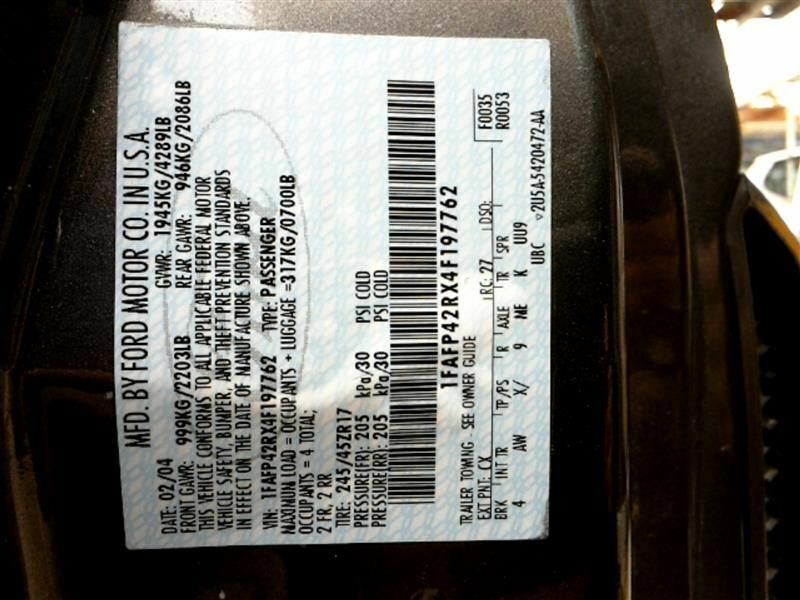 MFD. BY FORD MOTOR CO. IN U.S.A.
DATE: 02/04 GVWR: 1945KG/4289LB
FRONT GAWR: 999KG/2203LB REAR GAWR: 946KG/2086LB
THIS VEHICLE CONFORMS TO ALL APPLICABLE FEDERAL MOTOR
VEHICLE SAFETY, BUMPER, AND THEFT PREVENTION STANDARDS
IN EFFECT ON THE DATE OF MANUFACTURE SHOWN ABOVE.
VIN: 1FAFP42RX4F197762 TYPE: PASSENGER
MAXIMUM LOAD = OCCUPANTS + LUGGAGE =317KG/0700LB
OCCUPANTS = 4 TOTAL;
2 FR, 2 RR
TIRE: 245/45ZR17
PRESSURE(FR): 205 kPa/30 PSI COLD
PRESSURE(RR): 205 kPa/30 PSI COLD
1FAFP42RX4F197762
TRAILER TOWING - SEE OWNER GUIDE
F0035
EXT PNT: CX RC: 27 DSO: R0053
BRK INT TR TP/PS R AXLE TR SPR
4 AW X/ 9 ME K UU9
UBC ▿2U5A-5420472-AA